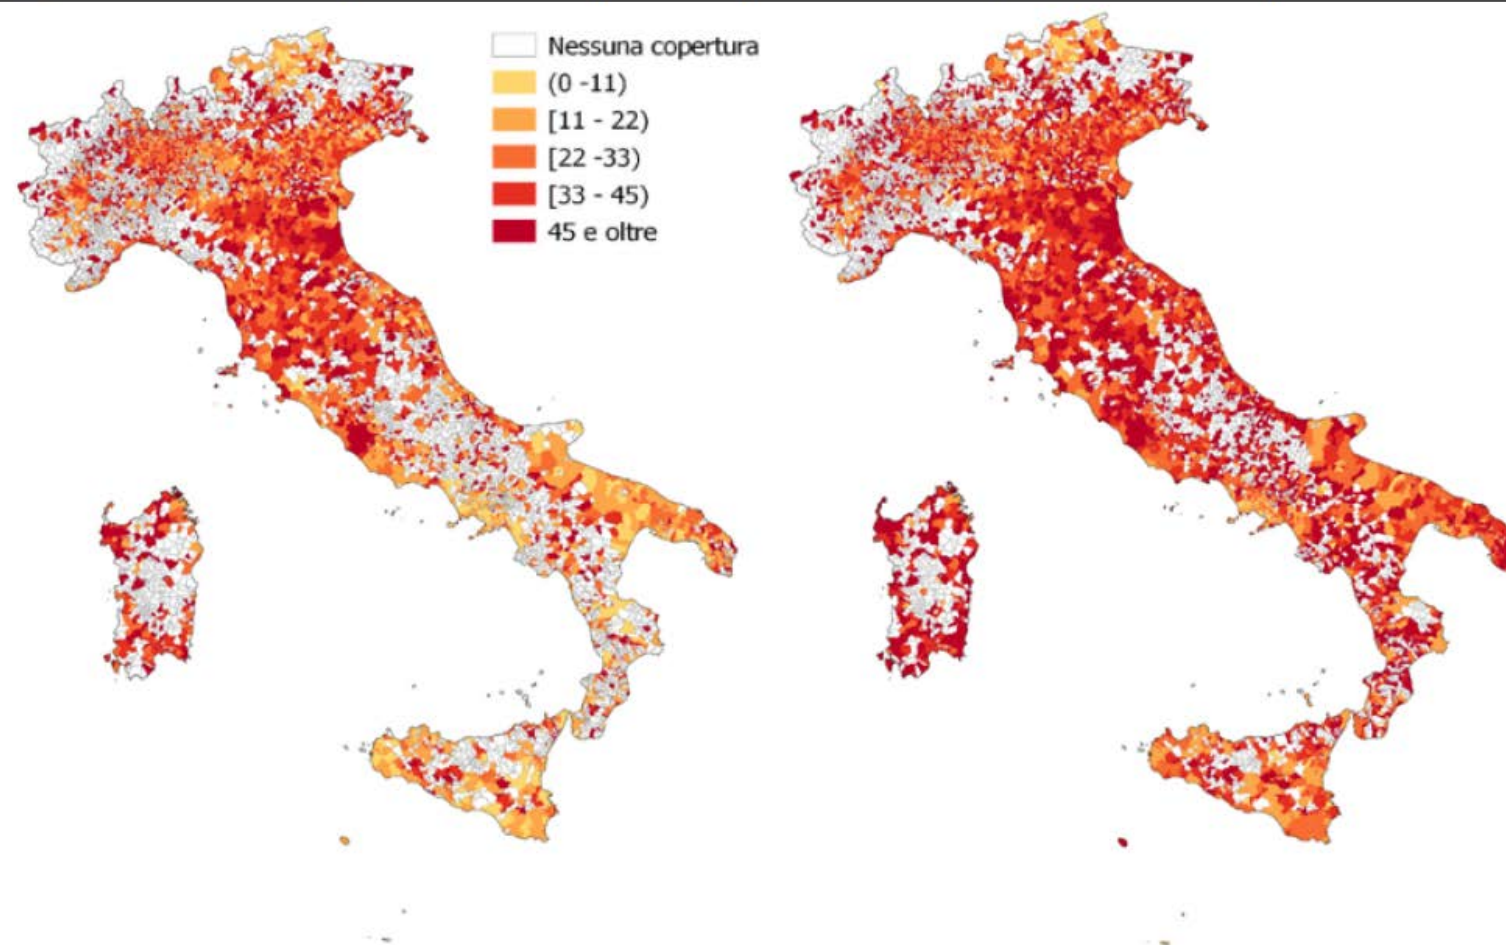 Nessuna copertura
(0 -11)
[11 - 22)
[22 -33)
[33 - 45)
45 e oltre